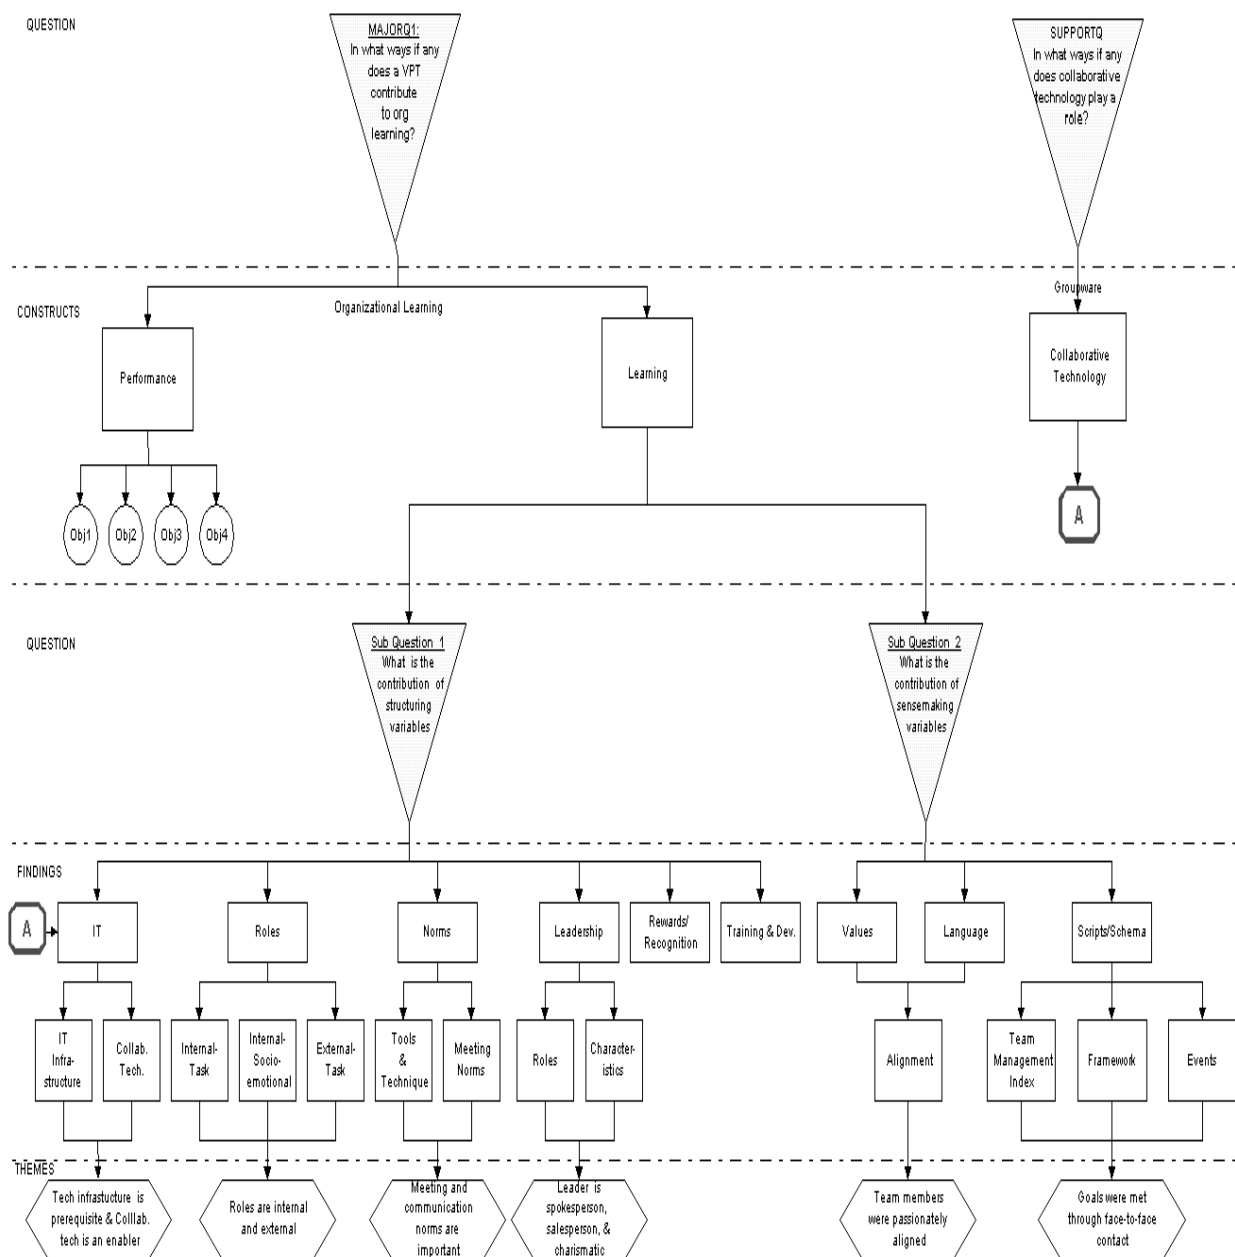 QUESTION
MAJORQ1:
In what ways if any
does a VPT
contribute
to org
learning?
SUPPORTQ
In what ways if any
does collaborative
technology play a
role?
CONSTRUCTS
Organizational Learning
Groupware
Performance
Learning
Collaborative
Technology
Obj1
Obj2
Obj3
Obj4
A
QUESTION
Sub Question 1
What is the
contribution of
structuring
variables
Sub Question 2
What is the
contribution of
sensemaking
variables
FINDINGS
A
IT
Roles
Norms
Leadership
Rewards/
Recognition
Training & Dev.
Values
Language
Scripts/Schema
IT
Infra-
structure
Collab.
Tech.
Internal-
Task
Internal-
Socio-
emotional
External-
Task
Tools
&
Technique
Meeting
Norms
Roles
Character-
istics
Alignment
Team
Management
Index
Framework
Events
THEMES
Tech infrastucture is
prerequisite & Colllab.
tech is an enabler
Roles are internal
and external
Meeting and
communication
norms are
important
Leader is
spokesperson,
salesperson, &
charismatic
Team members
were passionately
aligned
Goals were met
through face-to-face
contact